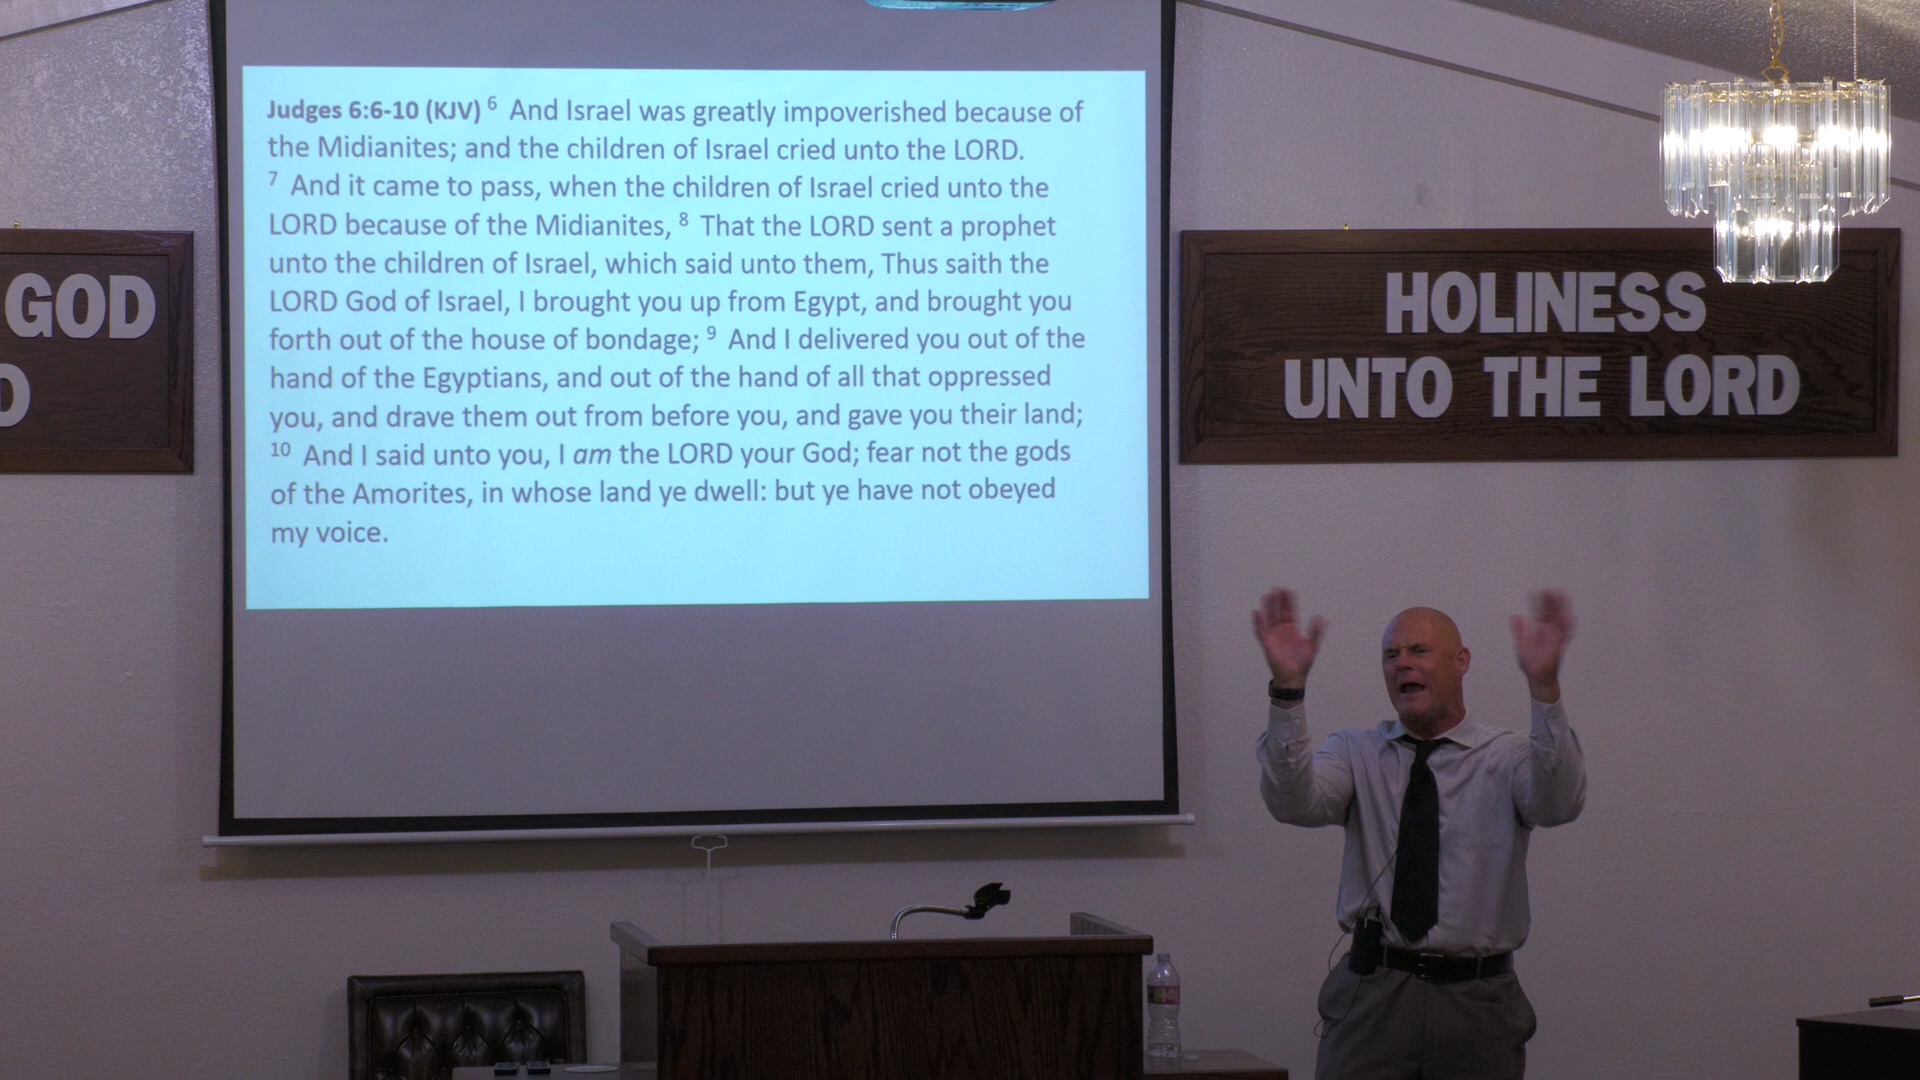 Judges 6:6-10 (KJV) 6 And Israel was greatly impoverished because of
the Midianites; and the children of Israel cried unto the LORD.
7 And it came to pass, when the children of Israel cried unto the
LORD because of the Midianites, 8 That the LORD sent a prophet
unto the children of Israel, which said unto them, Thus saith the
LORD God of Israel, I brought you up from Egypt, and brought you
forth out of the house of bondage; 9 And I delivered you out of the
hand of the Egyptians, and out of the hand of all that oppressed
you, and drave them out from before you, and gave you their land;
10 And I said unto you, I am the LORD your God; fear not the gods
of the Amorites, in whose land ye dwell: but ye have not obeyed
my voice.
GOD
D
HOLINESS
UNTO THE LORD